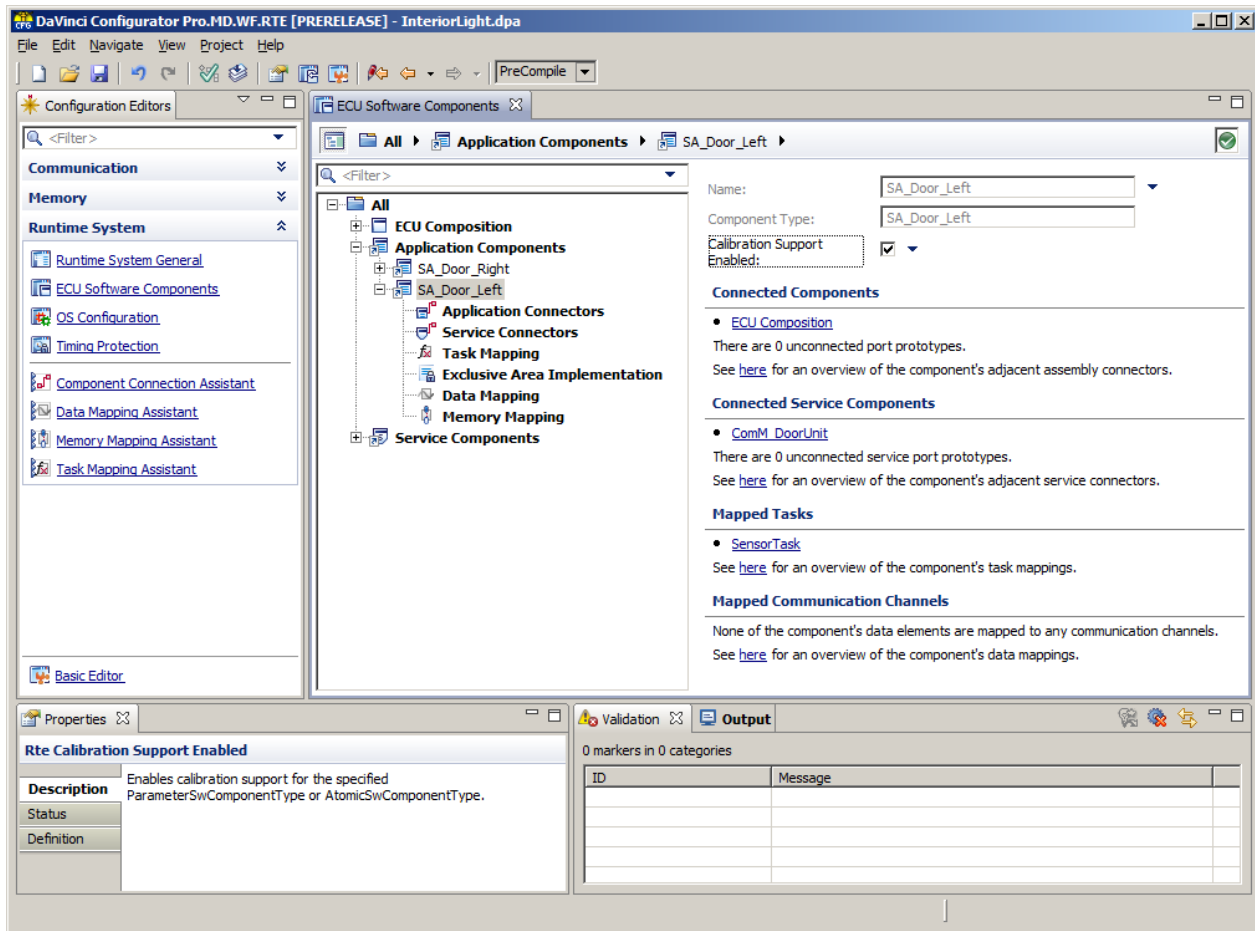 DaVinci Configurator Pro.MD.WF.RTE [PRERELEASE] - InteriorLight.dpa
File Edit Navigate View Project Help
PreCompile
Configuration Editors
<Filter>
Communication
Memory
Runtime System
Runtime System General
ECU Software Components
OS Configuration
Timing Protection
Component Connection Assistant
Data Mapping Assistant
Memory Mapping Assistant
Task Mapping Assistant
Basic Editor
ECU Software Components
All Application Components SA_Door_Left
<Filter>
All
ECU Composition
Application Components
SA_Door_Right
SA_Door_Left
Application Connectors
Service Connectors
Task Mapping
Exclusive Area Implementation
Data Mapping
Memory Mapping
Service Components
Name: SA_Door_Left
Component Type: SA_Door_Left
Calibration Support
Enabled:
Connected Components
• ECU Composition
There are 0 unconnected port prototypes.
See here for an overview of the component's adjacent assembly connectors.
Connected Service Components
• ComM_DoorUnit
There are 0 unconnected service port prototypes.
See here for an overview of the component's adjacent service connectors.
Mapped Tasks
• SensorTask
See here for an overview of the component's task mappings.
Mapped Communication Channels
None of the component's data elements are mapped to any communication channels.
See here for an overview of the component's data mappings.
Properties
Rte Calibration Support Enabled
Description
Status
Definition
Enables calibration support for the specified
ParameterSwComponentType or AtomicSwComponentType.
Validation Output
0 markers in 0 categories
ID Message